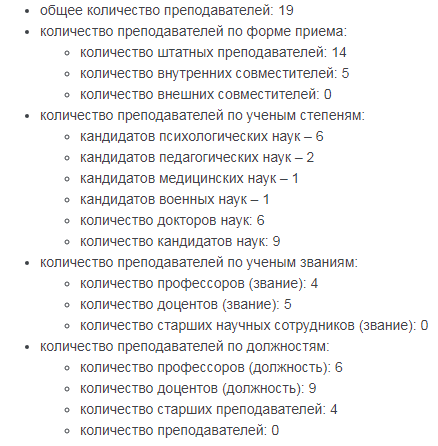 общее количество преподавателей: 19
количество преподавателей по форме приема:
количество штатных преподавателей: 14
количество внутренних совместителей: 5
количество внешних совместителей: 0
количество преподавателей по ученым степеням:
кандидатов психологических наук – 6
кандидатов педагогических наук – 2
кандидатов медицинских наук – 1
кандидатов военных наук – 1
количество докторов наук: 6
количество кандидатов наук: 9
количество преподавателей по ученым званиям:
количество профессоров (звание): 4
количество доцентов (звание): 5
количество старших научных сотрудников (звание): 0
количество преподавателей по должностям:
количество профессоров (должность): 6
количество доцентов (должность): 9
количество старших преподавателей: 4
количество преподавателей: 0